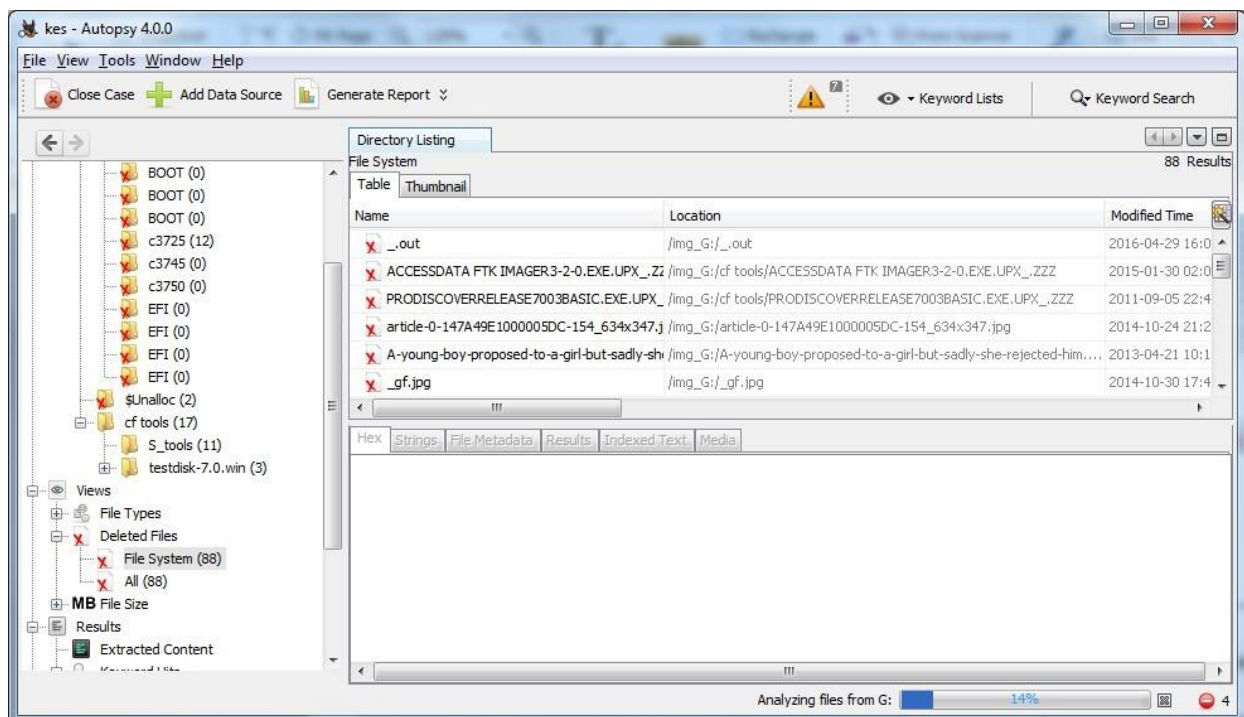 kes - Autopsy 4.0.0
File View Tools Window Help
Close Case Add Data Source Generate Report 7 Keyword Lists Keyword Search
Directory Listing
File System 88 Results
Table Thumbnail
Name Location Modified Time
_.out /img_G:/_.out 2016-04-29 16:0
ACCESSDATA FTK IMAGER3-2-0.EXE.UPX_.ZZ /img_G:/cf tools/ACCESSDATA FTK IMAGER3-2-0.EXE.UPX_.ZZZ 2015-01-30 02:0
PRODISCOVERRELEASE7003BASIC.EXE.UPX_ /img_G:/cf tools/PRODISCOVERRELEASE7003BASIC.EXE.UPX_.ZZZ 2011-09-05 22:4
article-0-147A49E1000005DC-154_634x347.j /img_G:/article-0-147A49E1000005DC-154_634x347.jpg 2014-10-24 21:2
A-young-boy-proposed-to-a-girl-but-sadly-sh /img_G:/A-young-boy-proposed-to-a-girl-but-sadly-she-rejected-him.... 2013-04-21 10:1
_gf.jpg /img_G:/_gf.jpg 2014-10-30 17:4
BOOT (0)
BOOT (0)
BOOT (0)
c3725 (12)
c3745 (0)
c3750 (0)
EFI (0)
EFI (0)
EFI (0)
EFI (0)
$Unalloc (2)
cf tools (17)
S_tools (11)
testdisk-7.0.win (3)
Views
File Types
Deleted Files
File System (88)
All (88)
MB File Size
Results
Extracted Content
Hex Strings File Metadata Results Indexed Text Media
Analyzing files from G: 14% 4